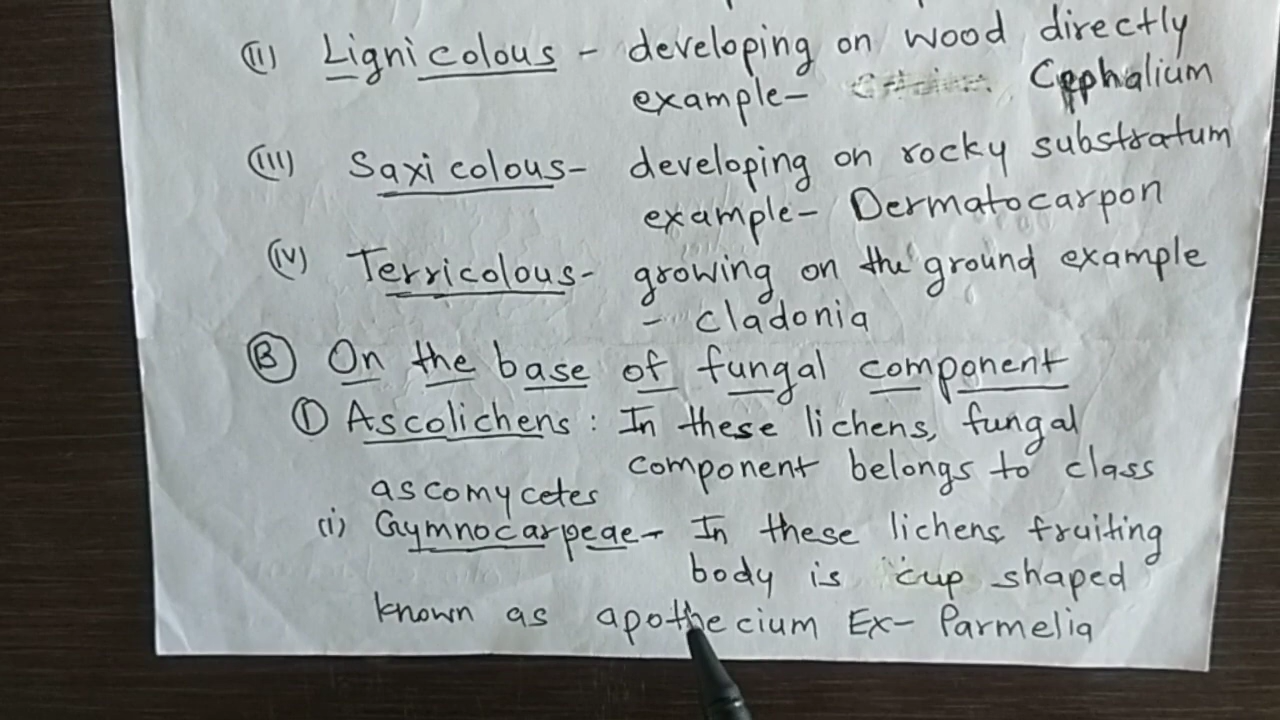 (ii) Lignicolous - developing on wood directly
example- Cephalium
(iii) Saxicolous- developing on rocky substratum
example- Dermatocarpon
(iv) Terricolous- growing on the ground example
- cladonia
(B) On the base of fungal component
(1) Ascolichens : In these lichens, fungal
component belongs to class
ascomycetes
(i) Gymnocarpeae- In these lichens fruiting
body is cup shaped
known as apothecium Ex- Parmelia